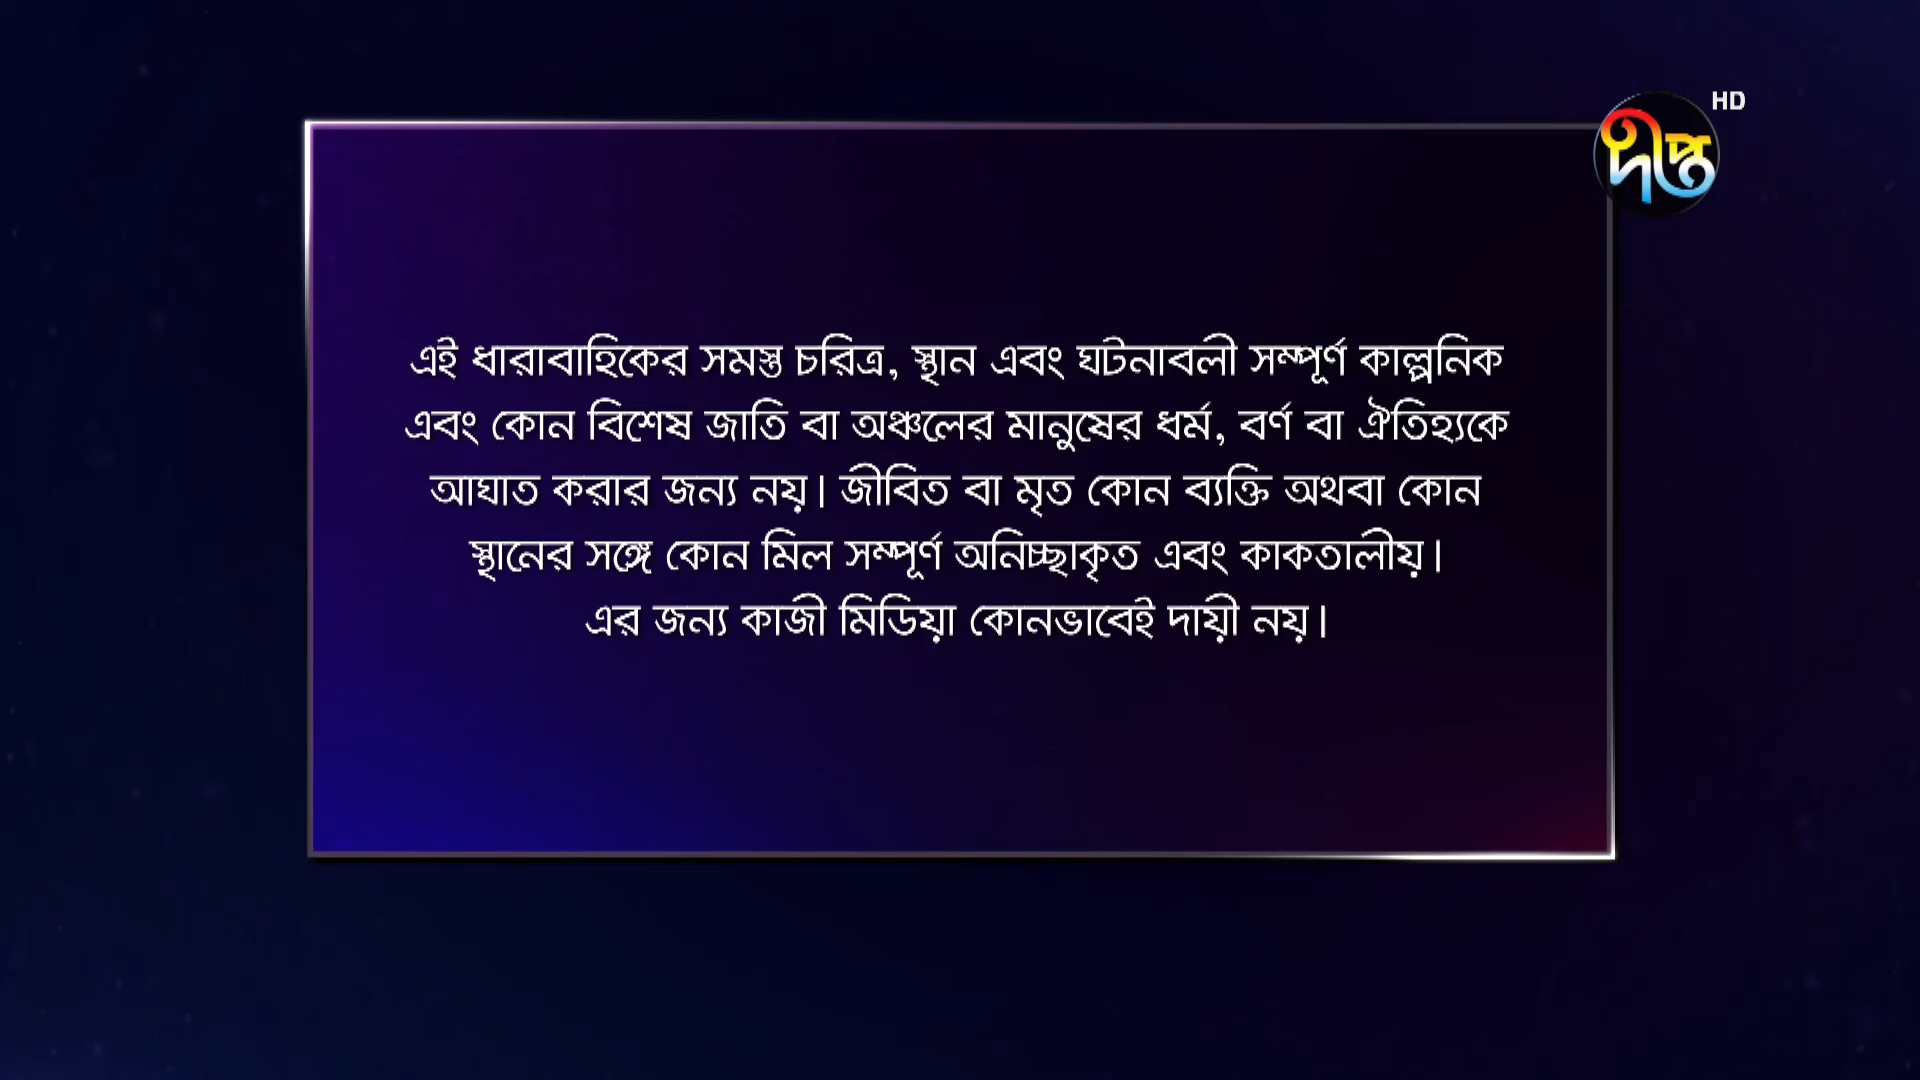 HD
দীপ্ত
এই ধারাবাহিকের সমস্ত চরিত্র, স্থান এবং ঘটনাবলী সম্পূর্ণ কাল্পনিক
এবং কোন বিশেষ জাতি বা অঞ্চলের মানুষের ধর্ম, বর্ণ বা ঐতিহ্যকে
আঘাত করার জন্য নয়। জীবিত বা মৃত কোন ব্যক্তি অথবা কোন
স্থানের সঙ্গে কোন মিল সম্পূর্ণ অনিচ্ছাকৃত এবং কাকতালীয়।
এর জন্য কাজী মিডিয়া কোনভাবেই দায়ী নয়।